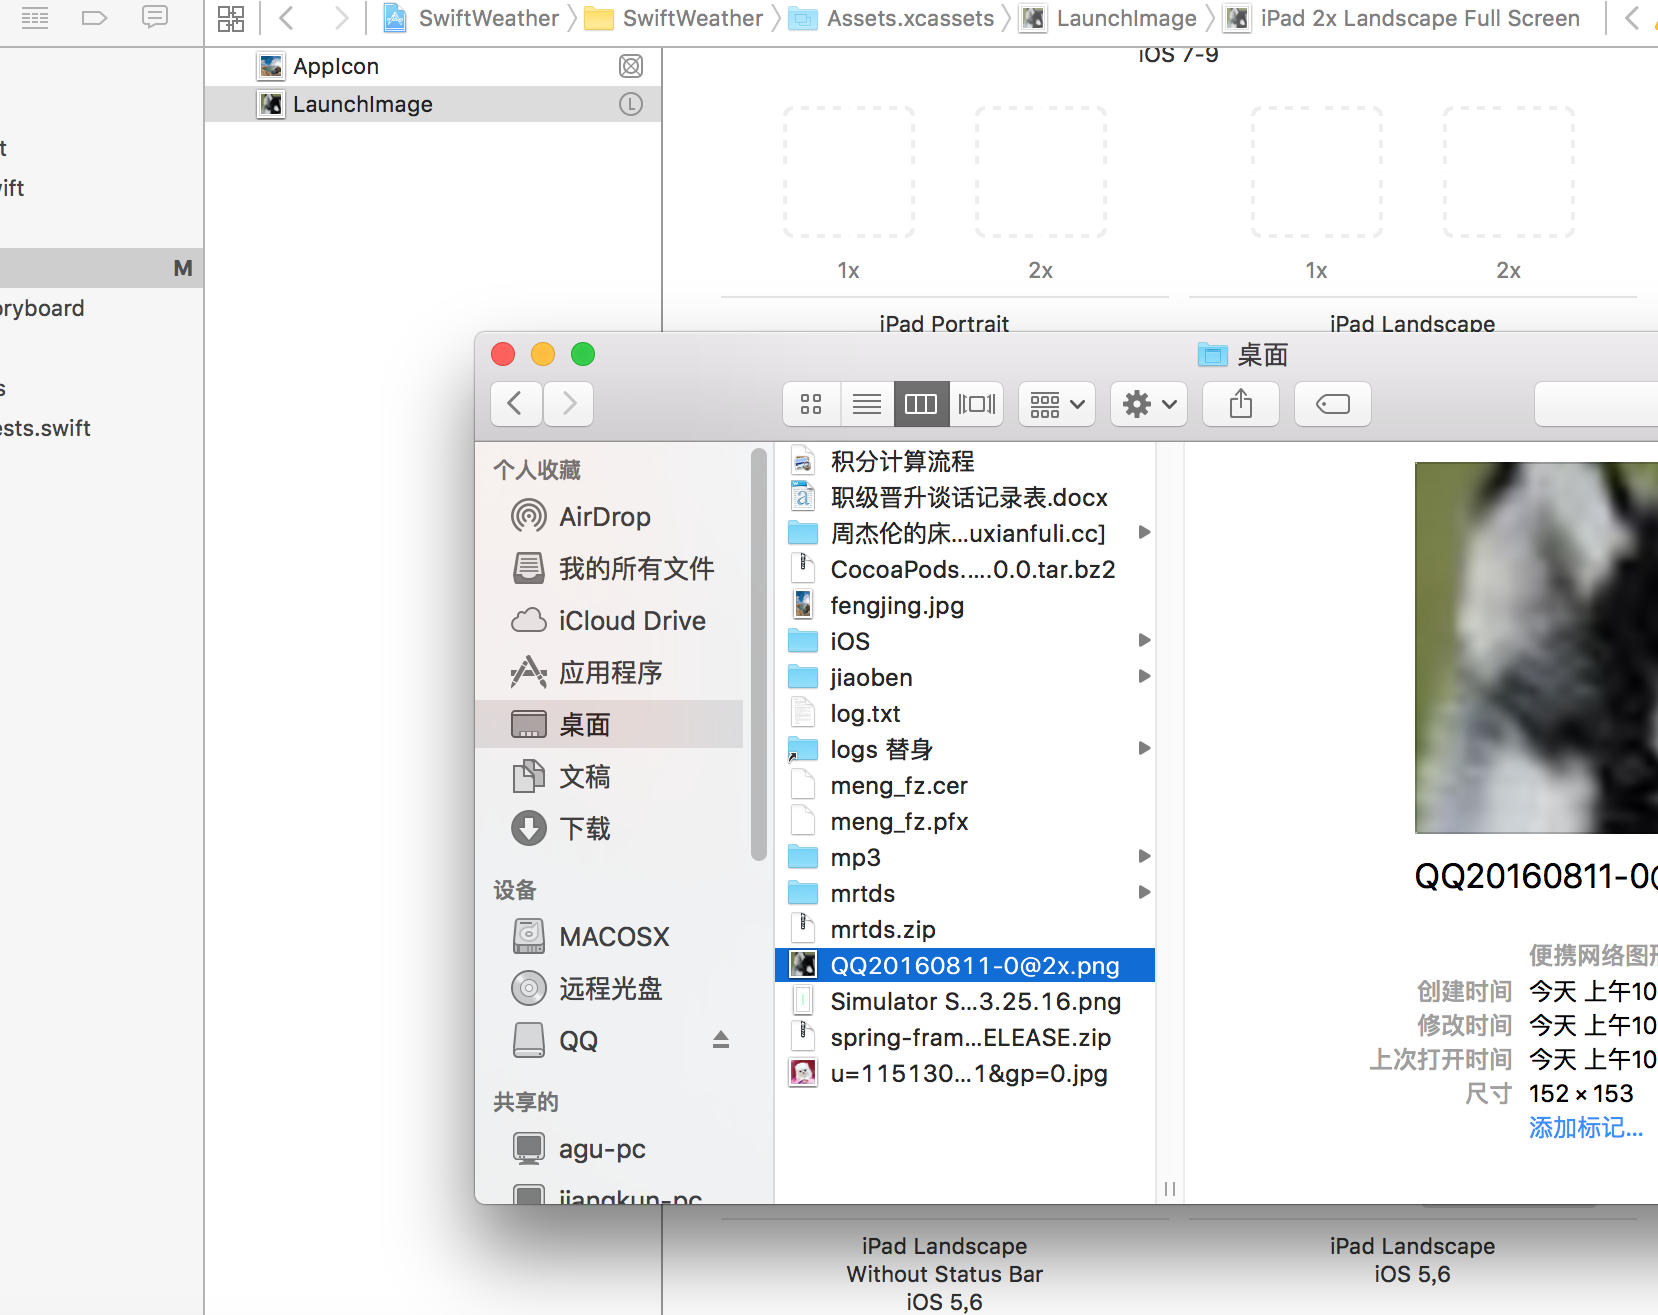 SwiftWeather
SwiftWeather
Assets.xcassets
LaunchImage
iPad 2x Landscape Full Screen
AppIcon
LaunchImage
L
t
ift
M
oryboard
s
ests.swift
iOS 7-9
1x
2x
1x
2x
iPad Portrait
iPad Landscape
桌面
个人收藏
AirDrop
我的所有文件
iCloud Drive
应用程序
桌面
文稿
下载
设备
MACOSX
远程光盘
QQ
共享的
agu-pc
jiangkun-pc
积分计算流程
职级晋升谈话记录表.docx
周杰伦的床...uxianfuli.cc]
CocoaPods.....0.0.tar.bz2
fengjing.jpg
iOS
jiaoben
log.txt
logs 替身
meng_fz.cer
meng_fz.pfx
mp3
mrtds
mrtds.zip
QQ20160811-0@2x.png
Simulator S...3.25.16.png
spring-fram...ELEASE.zip
u=115130...1&gp=0.jpg
QQ20160811-0@
便携网络图形
创建时间 今天 上午10
修改时间 今天 上午10
上次打开时间 今天 上午10
尺寸 152 × 153
添加标记...
iPad Landscape
Without Status Bar
iOS 5,6
iPad Landscape
iOS 5,6